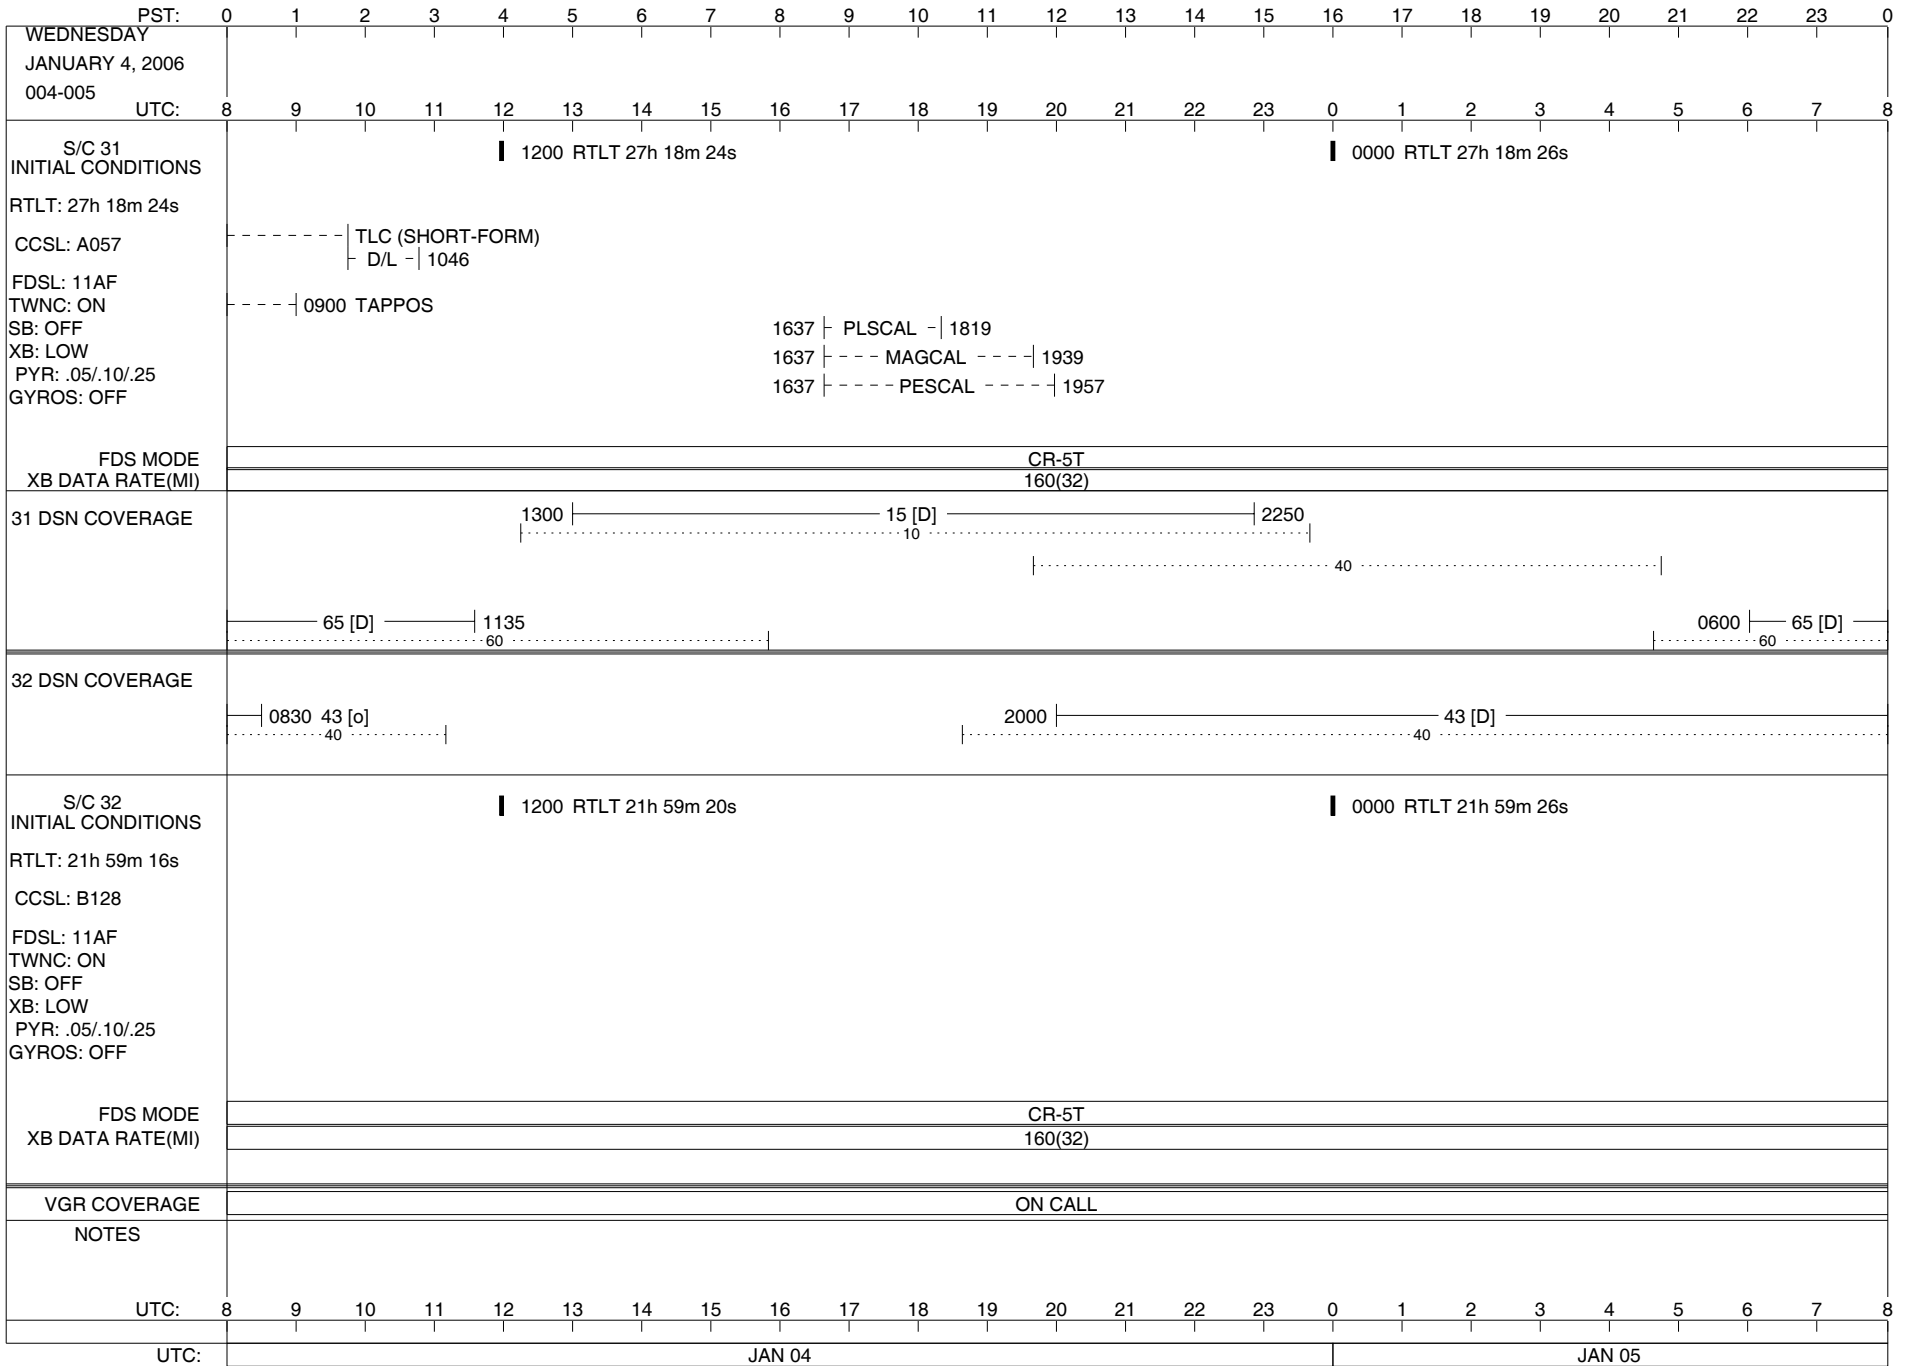 PST: 0 1 2 3 4 5 6 7 8 9 10 11 12 13 14 15 16 17 18 19 20 21 22 23 0
WEDNESDAY
JANUARY 4, 2006
004-005
UTC: 8 9 10 11 12 13 14 15 16 17 18 19 20 21 22 23 0 1 2 3 4 5 6 7 8
S/C 31
INITIAL CONDITIONS
1200 RTLT 27h 18m 24s 0000 RTLT 27h 18m 26s
RTLT: 27h 18m 24s
TLC (SHORT-FORM)
CCSL: A057
D/L 1046
FDSL: 11AF
TWNC: ON
0900 TAPPOS
SB: OFF
1637 PLSCAL 1819
XB: LOW
1637 MAGCAL 1939
PYR: .05/.10/.25
1637 PESCAL 1957
GYROS: OFF
FDS MODE CR-5T
XB DATA RATE(MI) 160(32)
31 DSN COVERAGE
1300 15 [D] 2250
10
40
65 [D] 1135 0600 65 [D]
60 60
32 DSN COVERAGE
0830 43 [o] 2000 43 [D]
40 40
S/C 32
INITIAL CONDITIONS
1200 RTLT 21h 59m 20s 0000 RTLT 21h 59m 26s
RTLT: 21h 59m 16s
CCSL: B128
FDSL: 11AF
TWNC: ON
SB: OFF
XB: LOW
PYR: .05/.10/.25
GYROS: OFF
FDS MODE CR-5T
XB DATA RATE(MI) 160(32)
VGR COVERAGE ON CALL
NOTES
UTC: 8 9 10 11 12 13 14 15 16 17 18 19 20 21 22 23 0 1 2 3 4 5 6 7 8
UTC: JAN 04 JAN 05